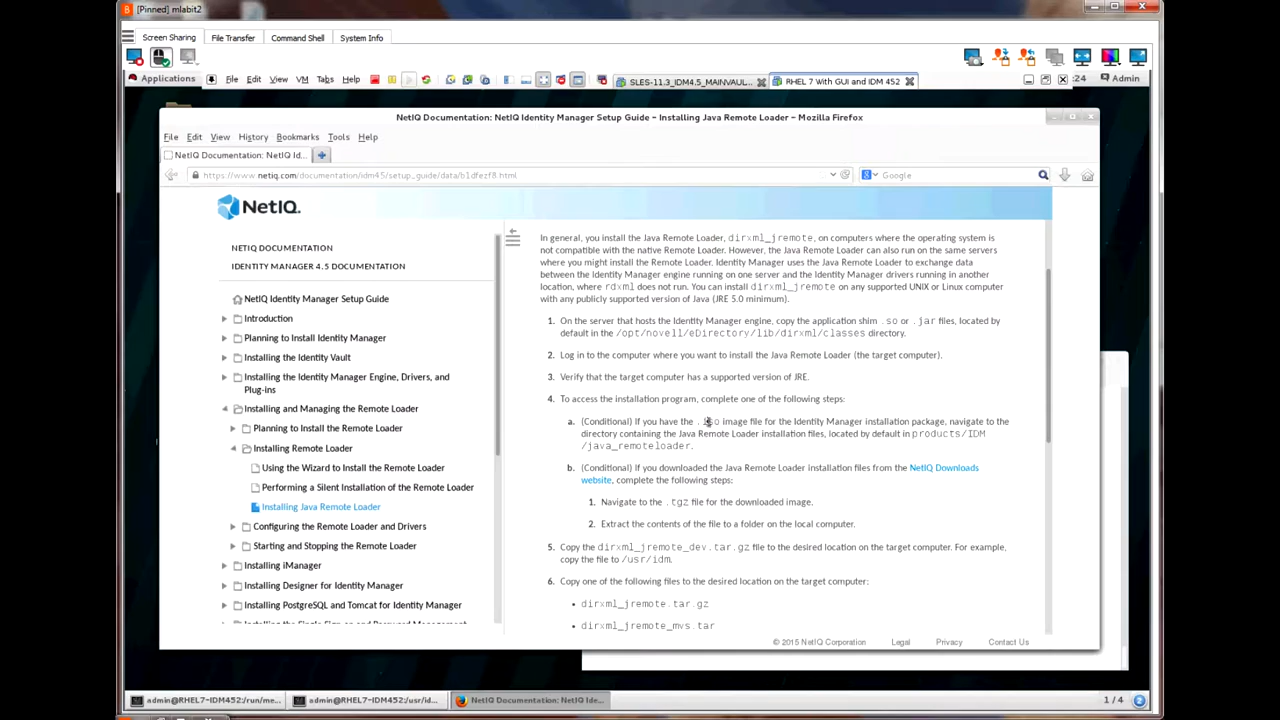 [Pinned] mlabit2
Screen Sharing File Transfer Command Shell System Info
Applications File Edit View VM Tabs Help SLES-11.3_IDM4.5_MAINVAUL... RHEL 7 With GUI and IDM 452 :24 Admin
NetIQ Documentation: NetIQ Identity Manager Setup Guide – Installing Java Remote Loader – Mozilla Firefox
File Edit View History Bookmarks Tools Help
NetIQ Documentation: NetIQ Id...
https://www.netiq.com/documentation/idm45/setup_guide/data/b1dfezf8.html Google
NetIQ.
NETIQ DOCUMENTATION
IDENTITY MANAGER 4.5 DOCUMENTATION
NetIQ Identity Manager Setup Guide
Introduction
Planning to Install Identity Manager
Installing the Identity Vault
Installing the Identity Manager Engine, Drivers, and
Plug-ins
Installing and Managing the Remote Loader
Planning to Install the Remote Loader
Installing Remote Loader
Using the Wizard to Install the Remote Loader
Performing a Silent Installation of the Remote Loader
Installing Java Remote Loader
Configuring the Remote Loader and Drivers
Starting and Stopping the Remote Loader
Installing iManager
Installing Designer for Identity Manager
Installing PostgreSQL and Tomcat for Identity Manager
In general, you install the Java Remote Loader, dirxml_jremote, on computers where the operating system is
not compatible with the native Remote Loader. However, the Java Remote Loader can also run on the same servers
where you might install the Remote Loader. Identity Manager uses the Java Remote Loader to exchange data
between the Identity Manager engine running on one server and the Identity Manager drivers running in another
location, where rdxml does not run. You can install dirxml_jremote on any supported UNIX or Linux computer
with any publicly supported version of Java (JRE 5.0 minimum).
1. On the server that hosts the Identity Manager engine, copy the application shim .so or .jar files, located by
default in the /opt/novell/eDirectory/lib/dirxml/classes directory.
2. Log in to the computer where you want to install the Java Remote Loader (the target computer).
3. Verify that the target computer has a supported version of JRE.
4. To access the installation program, complete one of the following steps:
a. (Conditional) If you have the .iso image file for the Identity Manager installation package, navigate to the
directory containing the Java Remote Loader installation files, located by default in products/IDM
/java_remoteloader.
b. (Conditional) If you downloaded the Java Remote Loader installation files from the NetIQ Downloads
website, complete the following steps:
1. Navigate to the .tgz file for the downloaded image.
2. Extract the contents of the file to a folder on the local computer.
5. Copy the dirxml_jremote_dev.tar.gz file to the desired location on the target computer. For example,
copy the file to /usr/idm.
6. Copy one of the following files to the desired location on the target computer:
• dirxml_jremote.tar.gz
• dirxml_jremote_mvs.tar
© 2015 NetIQ Corporation Legal Privacy Contact Us
admin@RHEL7-IDM452:/run/me... admin@RHEL7-IDM452:/usr/id... NetIQ Documentation: NetIQ Ide... 1 / 4